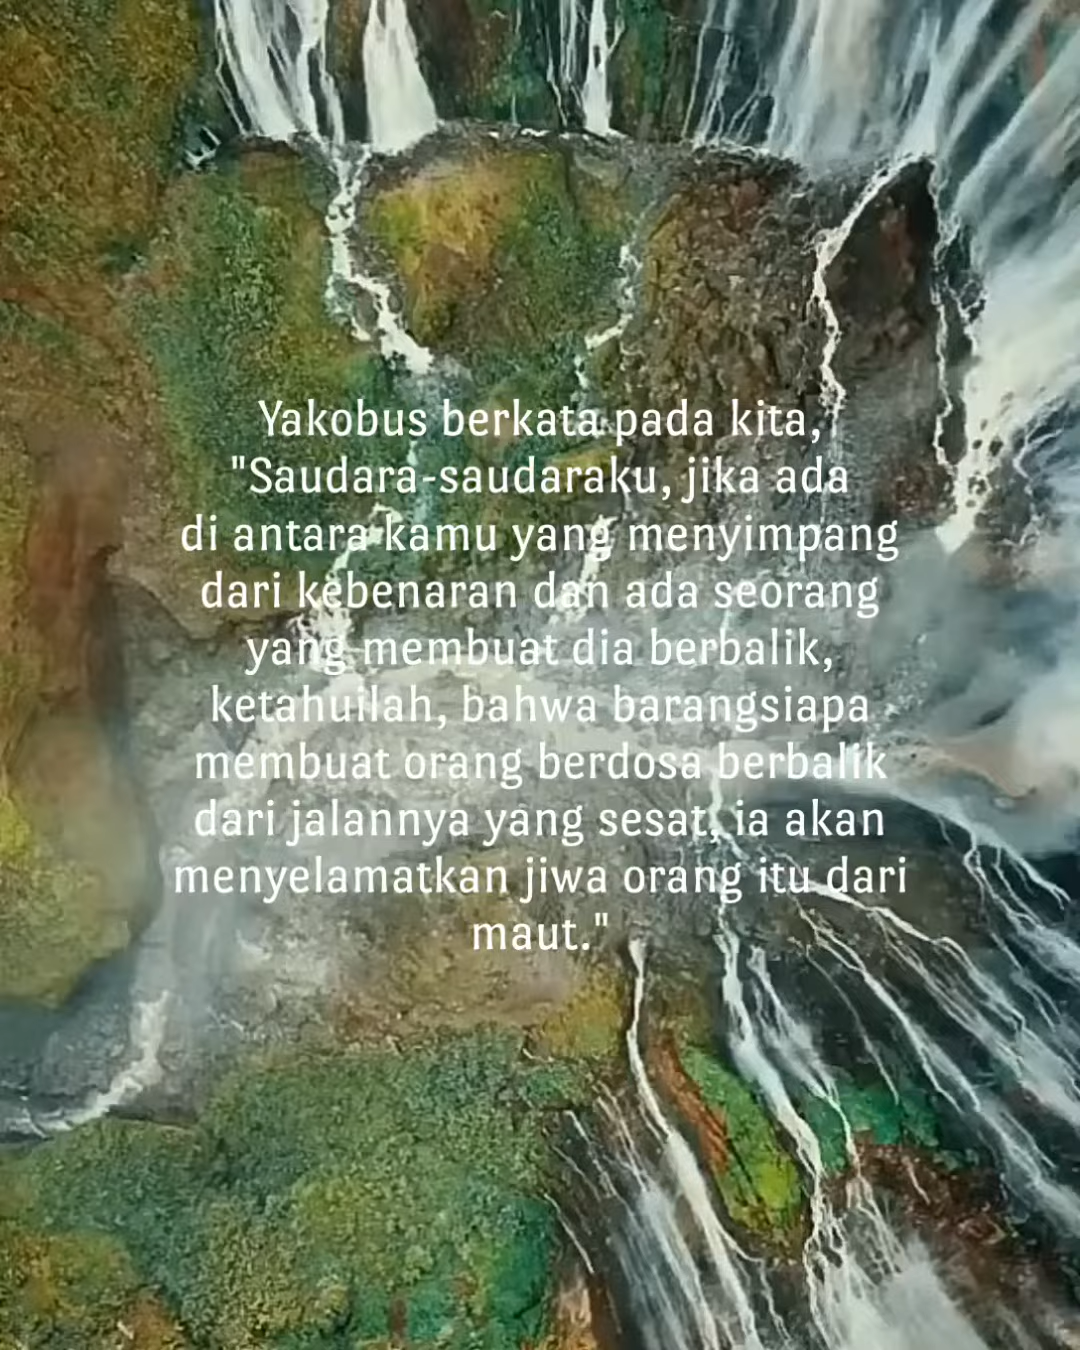 Yakobus berkata pada kita,
"Saudara-saudaraku, jika ada
di antara kamu yang menyimpang
dari kebenaran dan ada seorang
yang membuat dia berbalik,
ketahuilah, bahwa barangsiapa
membuat orang berdosa berbalik
dari jalannya yang sesat, ia akan
menyelamatkan jiwa orang itu dari
maut."